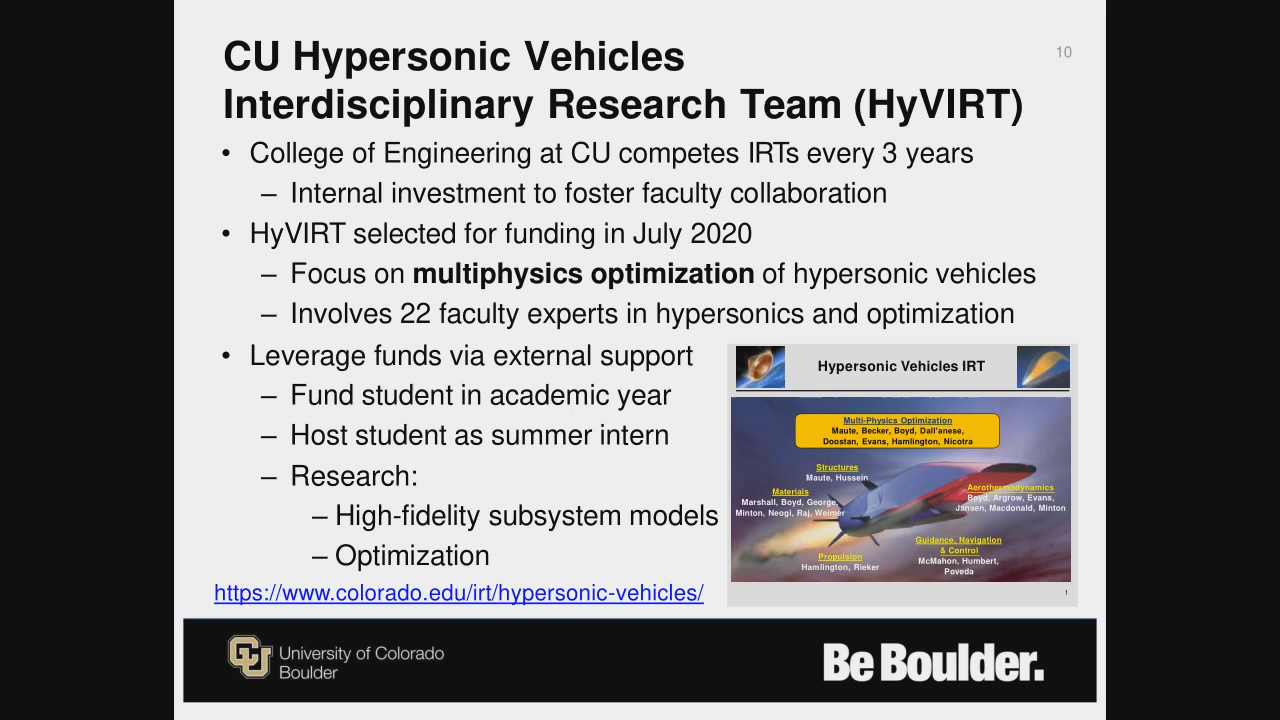 CU Hypersonic Vehicles
Interdisciplinary Research Team (HyVIRT)
10
• College of Engineering at CU competes IRTs every 3 years
– Internal investment to foster faculty collaboration
• HyVIRT selected for funding in July 2020
– Focus on multiphysics optimization of hypersonic vehicles
– Involves 22 faculty experts in hypersonics and optimization
• Leverage funds via external support
– Fund student in academic year
– Host student as summer intern
– Research:
– High-fidelity subsystem models
– Optimization
https://www.colorado.edu/irt/hypersonic-vehicles/
Hypersonic Vehicles IRT
Multi-Physics Optimization
Maute, Becker, Boyd, Dall'anese,
Doostan, Evans, Hamlington, Nicotra
Structures
Maute, Hussein
Materials
Marshall, Boyd, George,
Minton, Neogi, Raj, Weimer
Aerothermodynamics
Boyd, Argrow, Evans,
Jansen, Macdonald, Minton
Guidance, Navigation
& Control
McMahon, Humbert,
Poveda
Propulsion
Hamlington, Rieker
1
CU
University of Colorado
Boulder
Be Boulder.